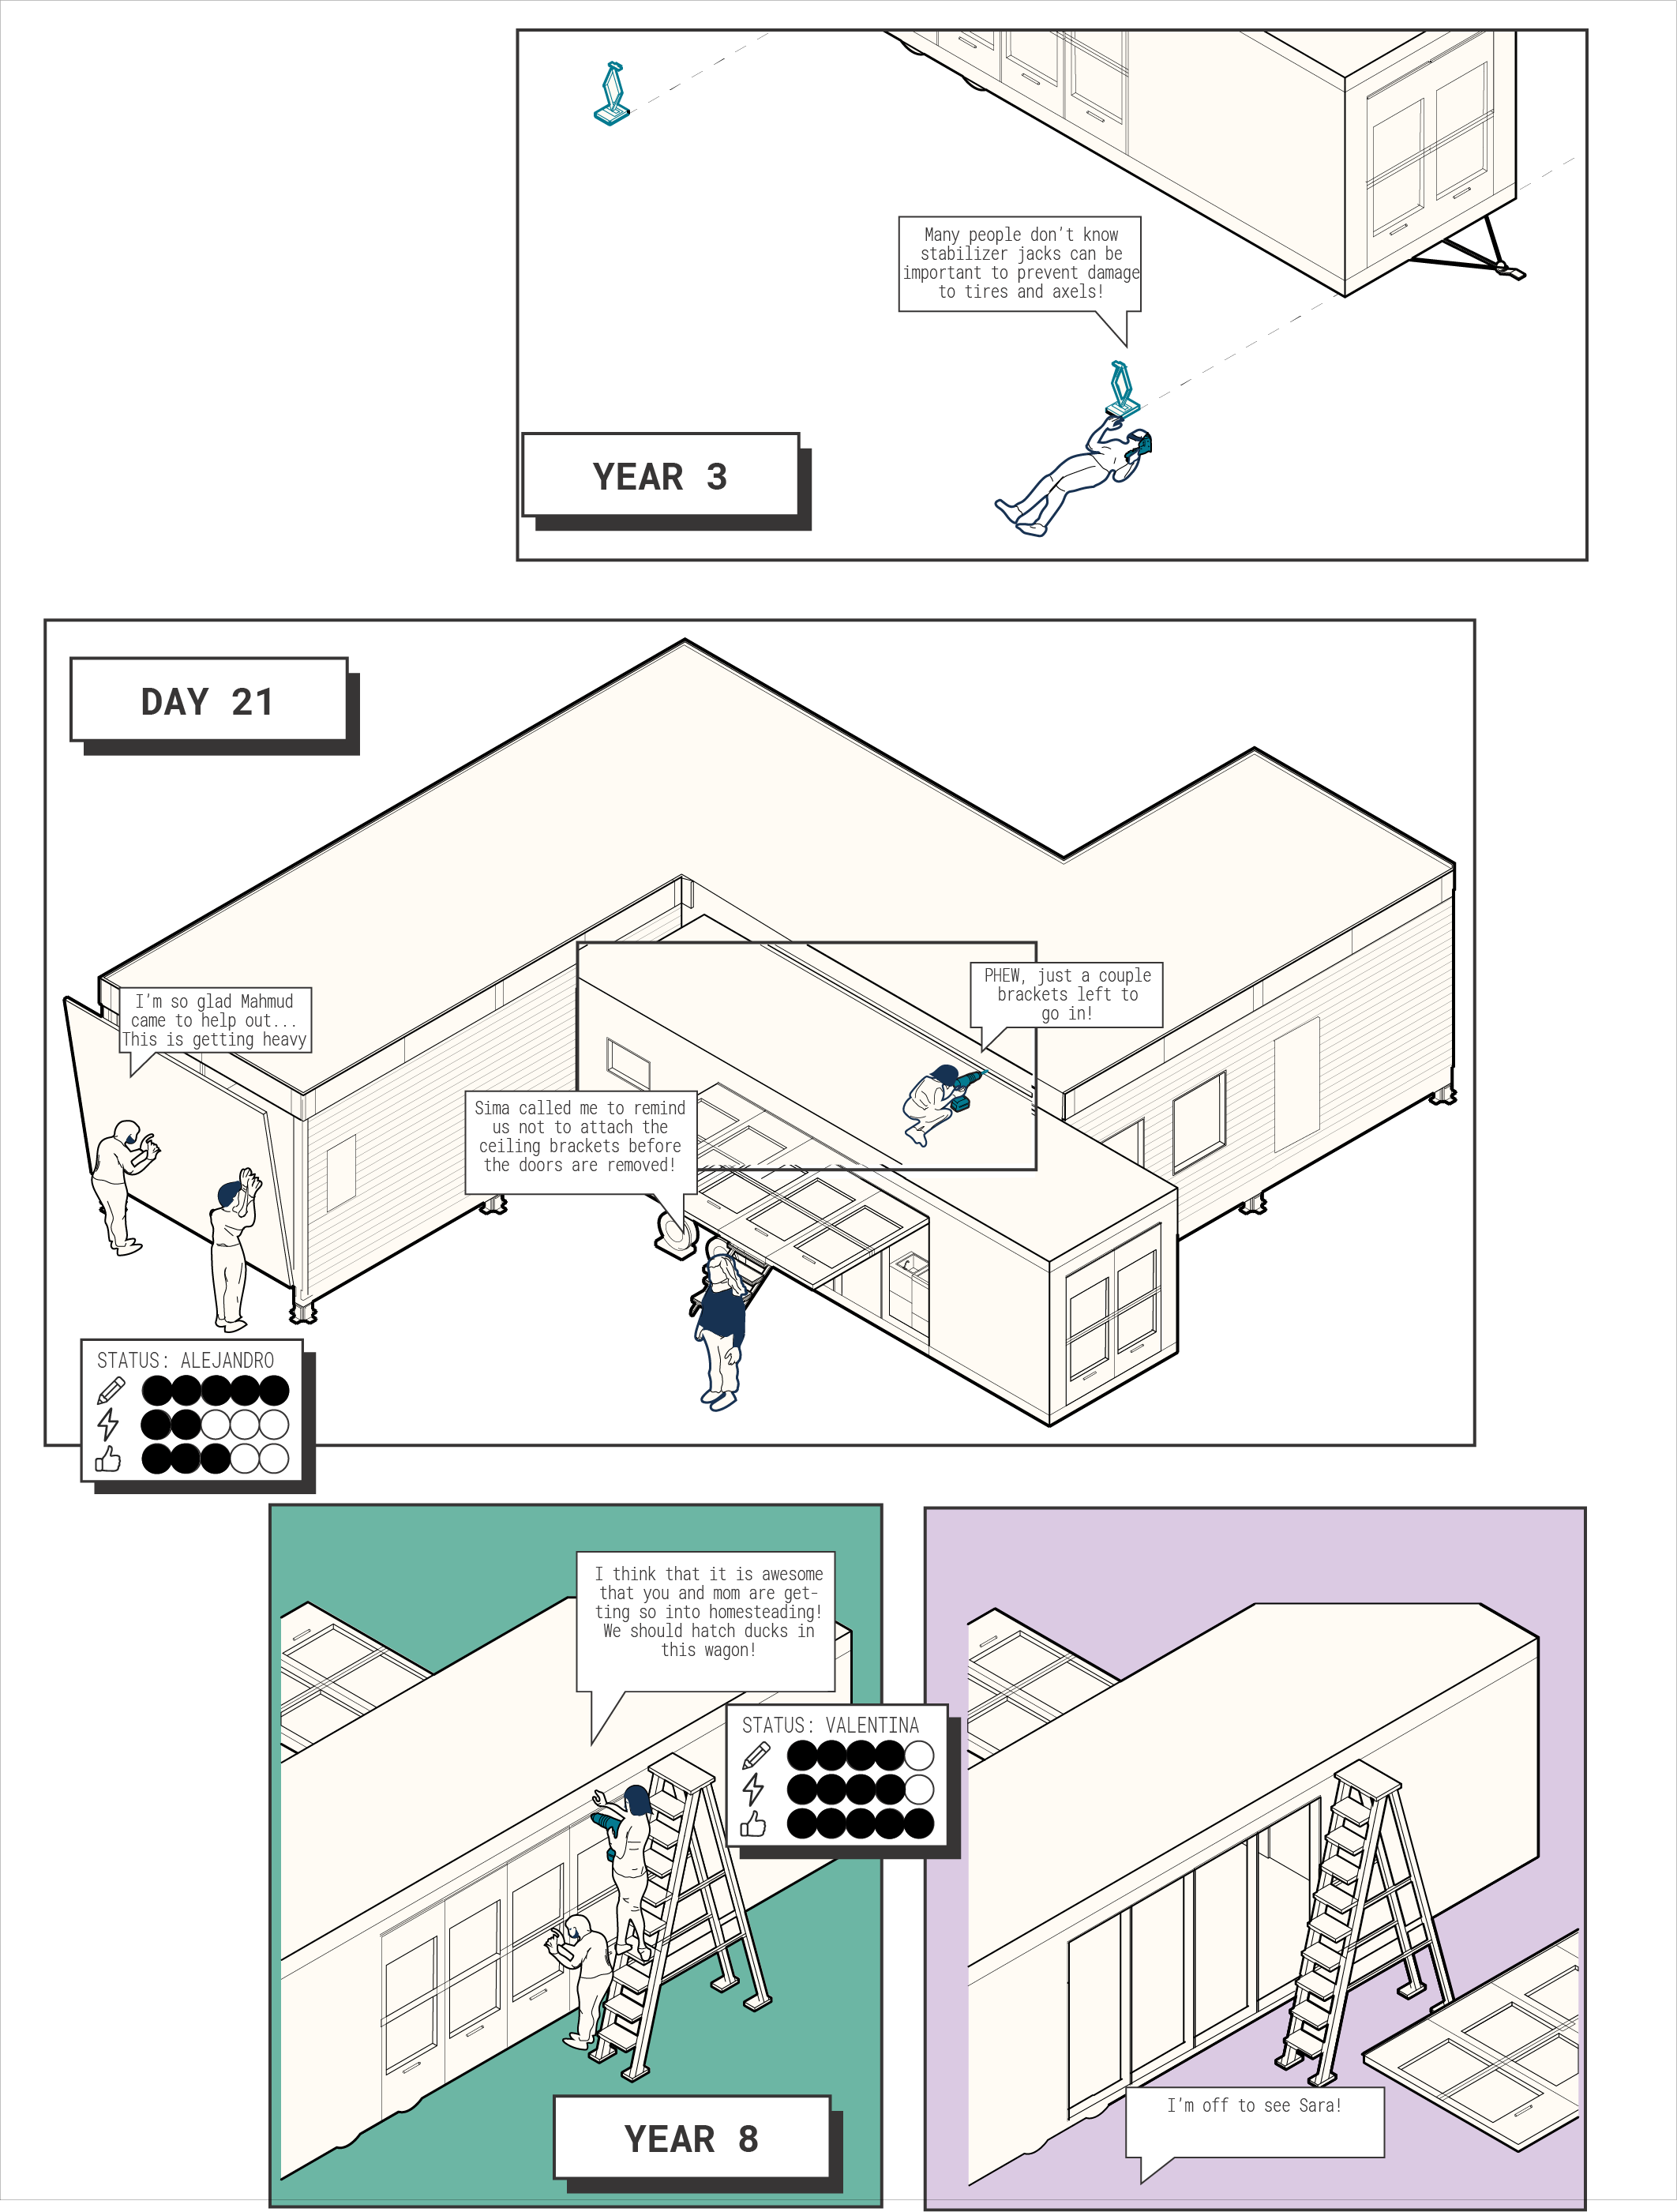 Many people don’t know
stabilizer jacks can be
important to prevent damage
to tires and axels!
YEAR 3
DAY 21
I’m so glad Mahmud
came to help out...
This is getting heavy
PHEW, just a couple
brackets left to
go in!
Sima called me to remind
us not to attach the
ceiling brackets before
the doors are removed!
STATUS: ALEJANDRO
I think that it is awesome
that you and mom are get-
ting so into homesteading!
We should hatch ducks in
this wagon!
STATUS: VALENTINA
YEAR 8
I’m off to see Sara!